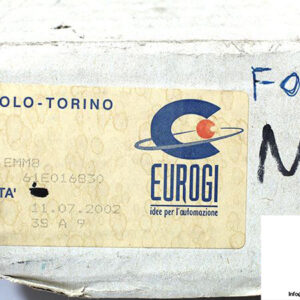 OLO-TORINO
EMM8
61E016830
TA'
11.07.2002
35 A 9
EUROGI
idee per l'automazione
FO
N